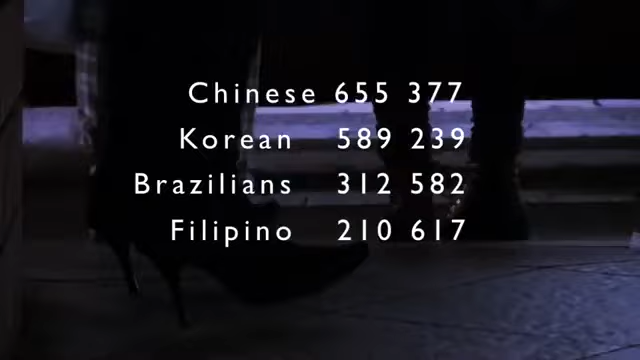 Chinese 655 377
Korean 589 239
Brazilians 312 582
Filipino 210 617